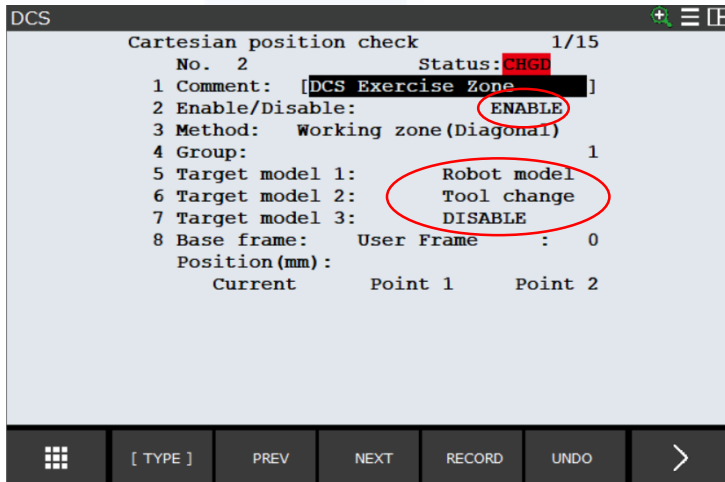 DCS
Cartesian position check 1/15
No. 2 Status:CHGD
1 Comment: [DCS Exercise Zone ]
2 Enable/Disable: ENABLE
3 Method: Working zone(Diagonal)
4 Group: 1
5 Target model 1: Robot model
6 Target model 2: Tool change
7 Target model 3: DISABLE
8 Base frame: User Frame : 0
Position(mm):
Current Point 1 Point 2
[ TYPE ] PREV NEXT RECORD UNDO >